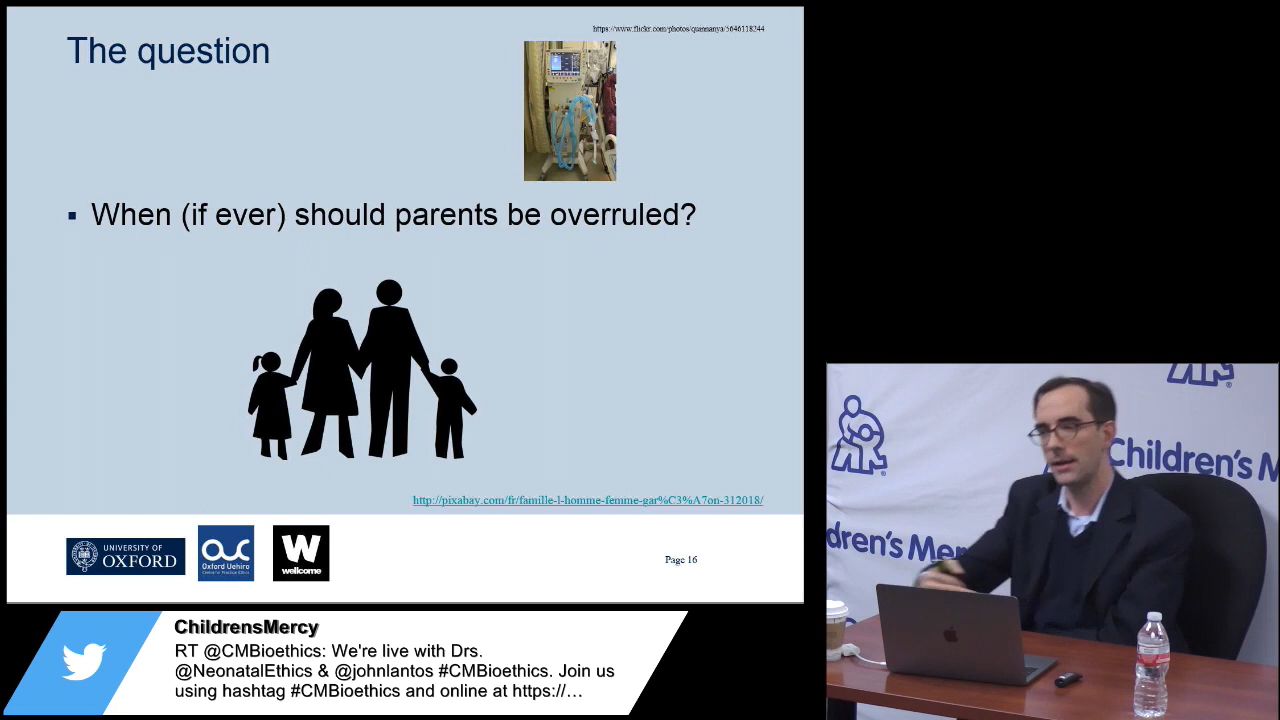 https://www.flickr.com/photos/quannanya/5646118244
The question
▪ When (if ever) should parents be overruled?
http://pixabay.com/fr/famille-l-homme-femme-gar%C3%A7on-312018/
UNIVERSITY OF
OXFORD
Oxford Uehiro
Centre for Practical Ethics
W
wellcome
Page 16
ChildrensMercy
RT @CMBioethics: We're live with Drs.
@NeonatalEthics & @johnlantos #CMBioethics. Join us
using hashtag #CMBioethics and online at https://…
Children's M
dren's Mer